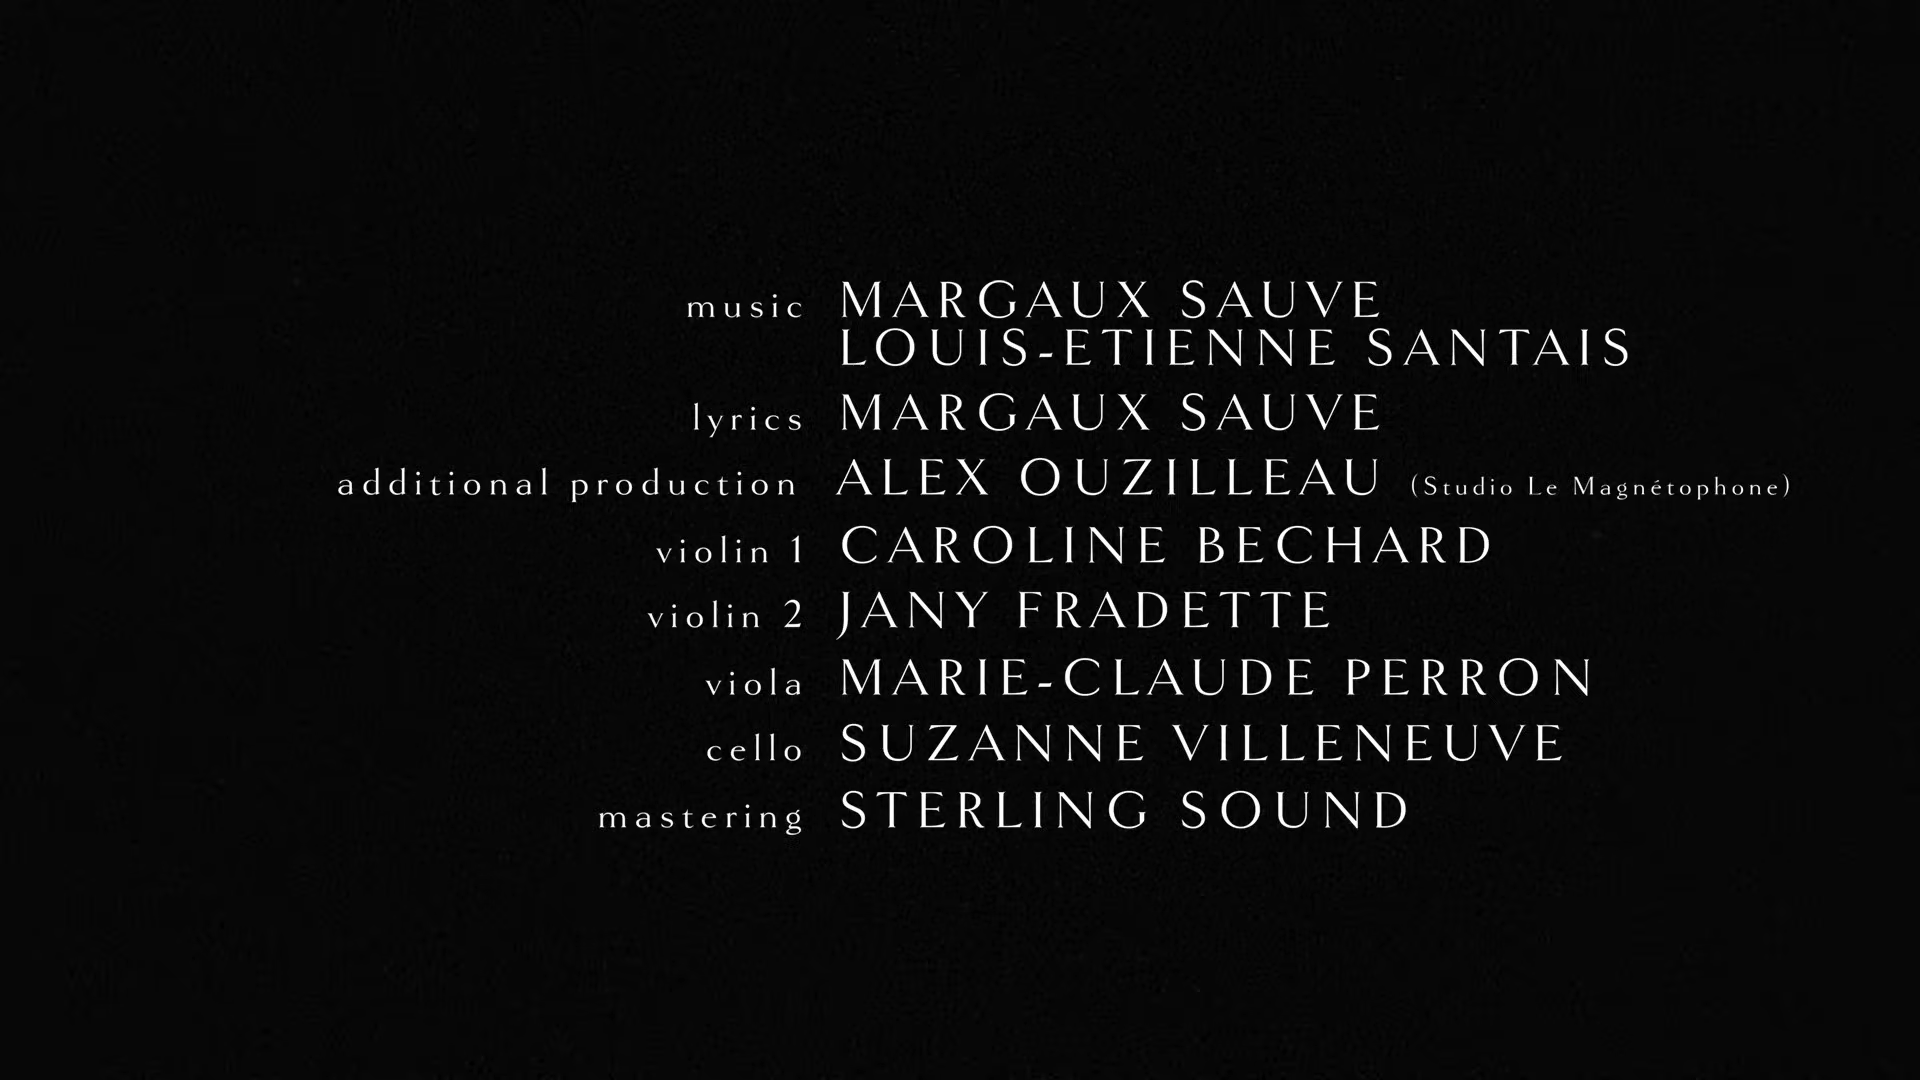 music MARGAUX SAUVE
LOUIS-ETIENNE SANTAIS
lyrics MARGAUX SAUVE
additional production ALEX OUZILLEAU (Studio Le Magnétophone)
violin 1 CAROLINE BECHARD
violin 2 JANY FRADETTE
viola MARIE-CLAUDE PERRON
cello SUZANNE VILLENEUVE
mastering STERLING SOUND